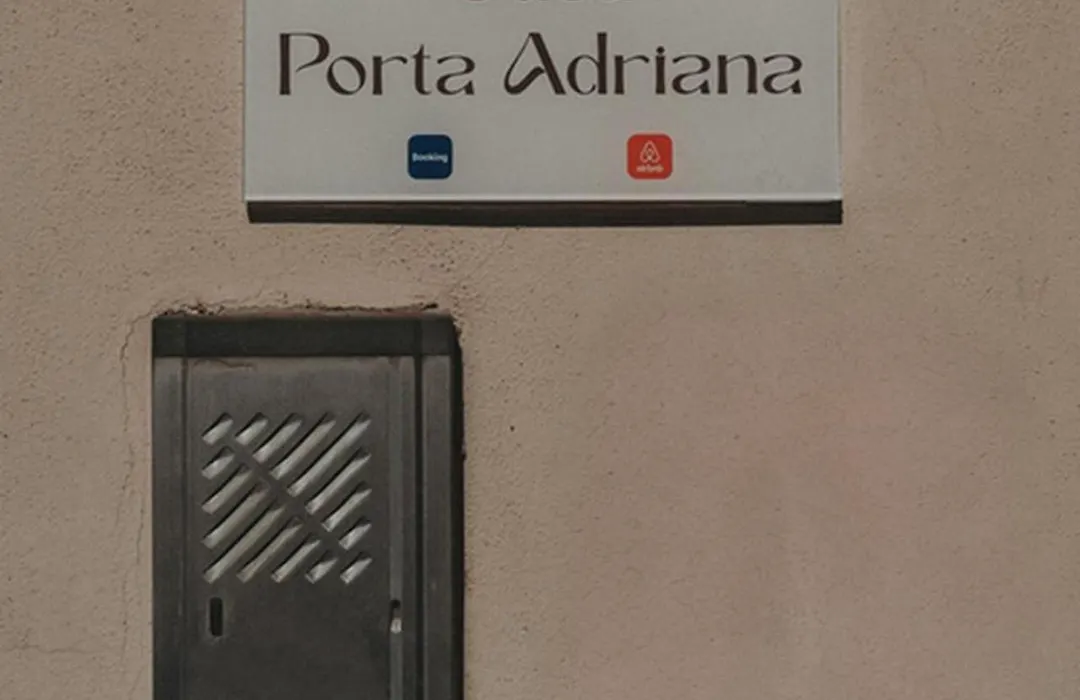 Porta Adriana
Booking
airbnb